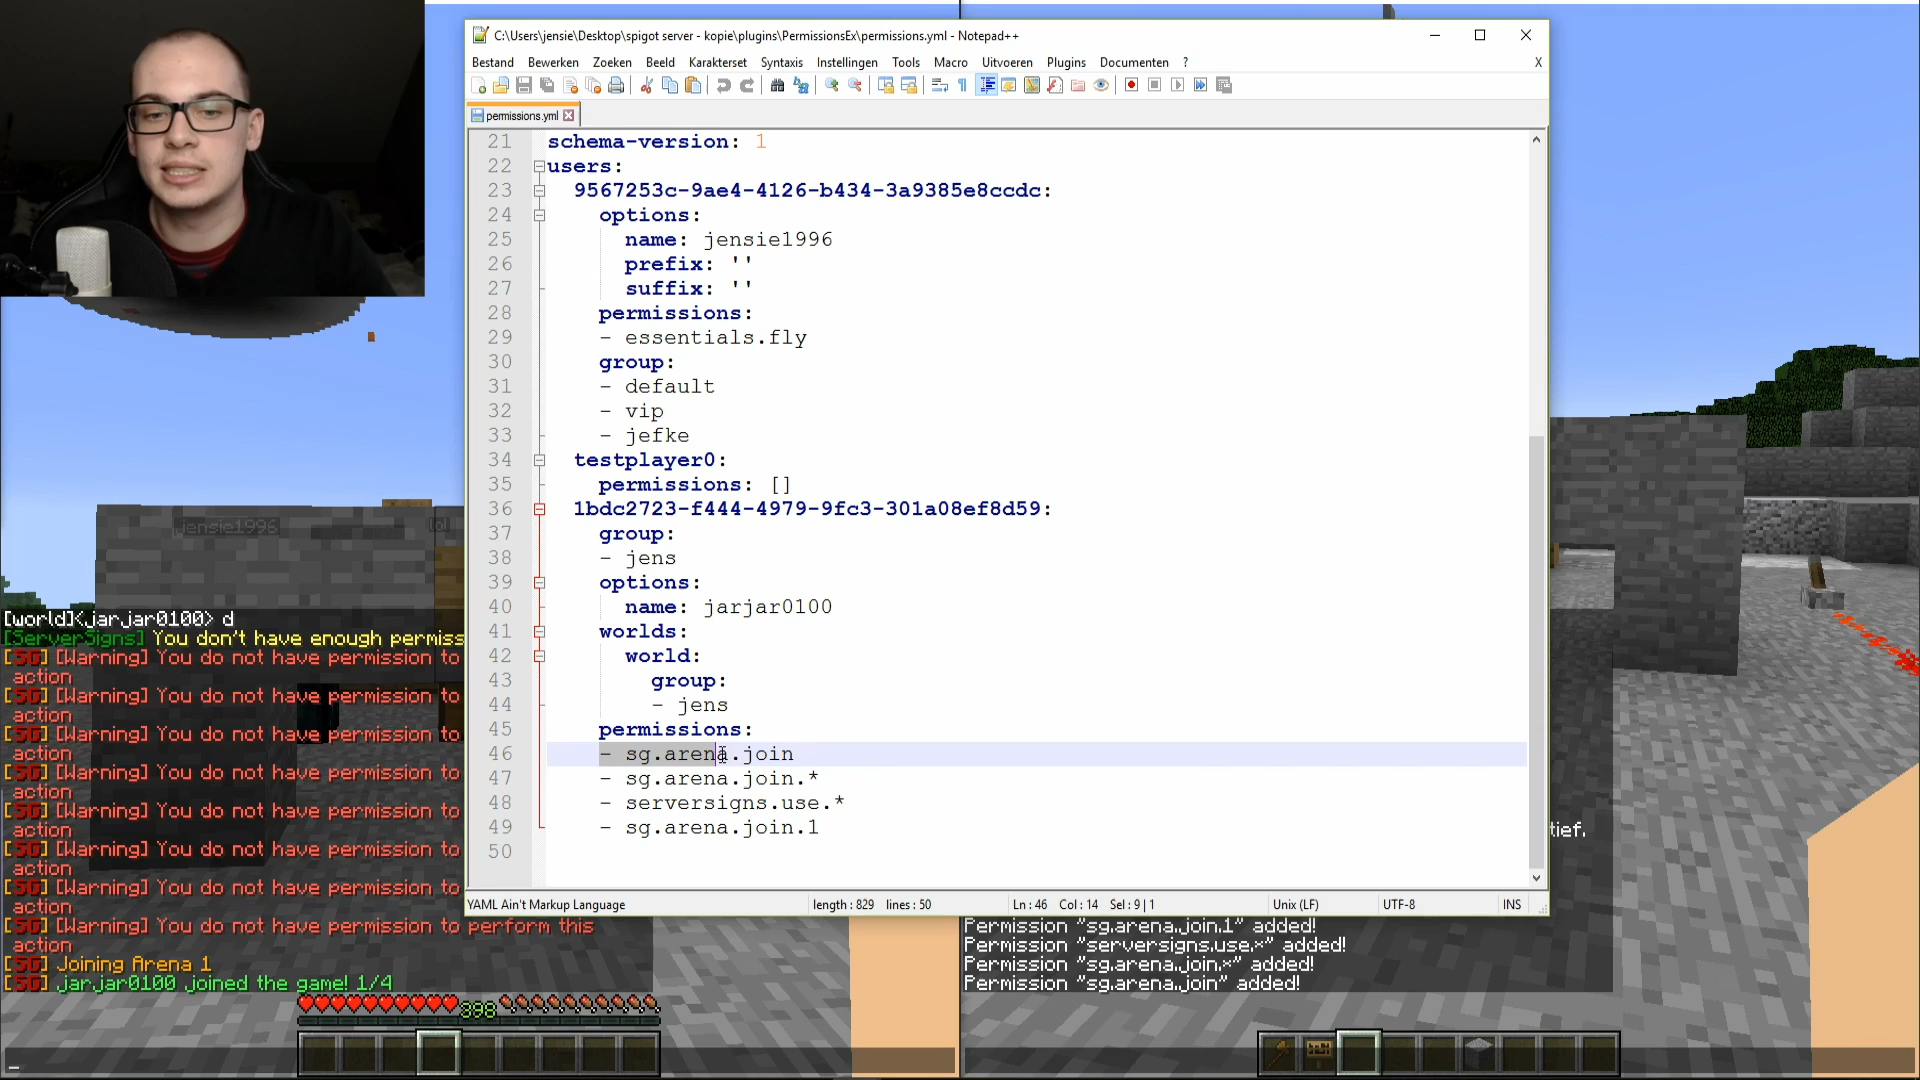 C:\Users\jensie\Desktop\spigot server - kopie\plugins\PermissionsEx\permissions.yml - Notepad++
Bestand Bewerken Zoeken Beeld Karakterset Syntaxis Instellingen Tools Macro Uitvoeren Plugins Documenten ? X
permissions.yml
21 schema-version: 1
22 users:
23 9567253c-9ae4-4126-b434-3a9385e8ccdc:
24 options:
25 name: jensie1996
26 prefix: ''
27 suffix: ''
28 permissions:
29 - essentials.fly
30 group:
31 - default
32 - vip
33 - jefke
34 testplayer0:
35 permissions: []
36 1bdc2723-f444-4979-9fc3-301a08ef8d59:
37 group:
38 - jens
39 options:
40 name: jarjar0100
41 worlds:
42 world:
43 group:
44 - jens
45 permissions:
46 - sg.arena.join
47 - sg.arena.join.*
48 - serversigns.use.*
49 - sg.arena.join.1
50
YAML Ain't Markup Language length : 829 lines : 50 Ln : 46 Col : 14 Sel : 9 | 1 Unix (LF) UTF-8 INS
jensie1996
[world]<jarjar0100> d
[ServerSigns] You don't have enough permiss
[SG] [Warning] You do not have permission to
action
[SG] [Warning] You do not have permission to
action
[SG] [Warning] You do not have permission to
action
[SG] [Warning] You do not have permission to
action
[SG] [Warning] You do not have permission to
action
[SG] [Warning] You do not have permission to
action
[SG] [Warning] You do not have permission to
action
[SG] [Warning] You do not have permission to perform this
action
[SG] Joining Arena 1
[SG] jarjar0100 joined the game! 1/4
898
tief.
Permission "sg.arena.join.1" added!
Permission "serversigns.use.*" added!
Permission "sg.arena.join.*" added!
Permission "sg.arena.join" added!